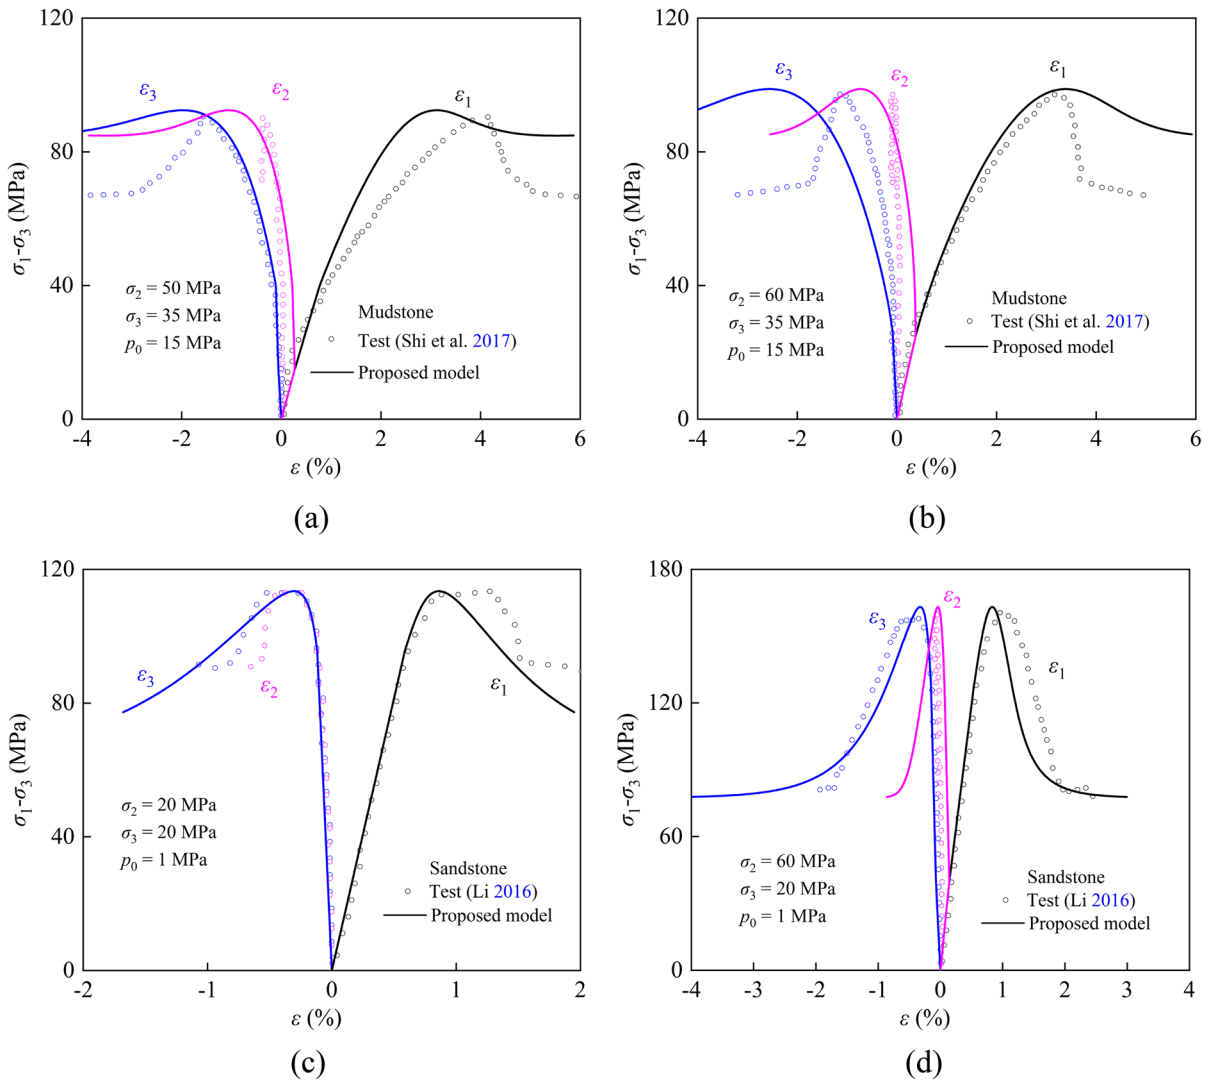 120
80
40
0
σ₁-σ₃ (MPa)
ε₃
ε₂
ε₁
σ₂ = 50 MPa
σ₃ = 35 MPa
p₀ = 15 MPa
Mudstone
Test (Shi et al. 2017)
Proposed model
-4 -2 0 2 4 6
ε (%)
(a)
120
80
40
0
σ₁-σ₃ (MPa)
ε₃
ε₂
ε₁
σ₂ = 60 MPa
σ₃ = 35 MPa
p₀ = 15 MPa
Mudstone
Test (Shi et al. 2017)
Proposed model
-4 -2 0 2 4 6
ε (%)
(b)
120
80
40
0
σ₁-σ₃ (MPa)
ε₃
ε₂
ε₁
σ₂ = 20 MPa
σ₃ = 20 MPa
p₀ = 1 MPa
Sandstone
Test (Li 2016)
Proposed model
-2 -1 0 1 2
ε (%)
(c)
180
120
60
0
σ₁-σ₃ (MPa)
ε₃
ε₂
ε₁
σ₂ = 60 MPa
σ₃ = 20 MPa
p₀ = 1 MPa
Sandstone
Test (Li 2016)
Proposed model
-4 -3 -2 -1 0 1 2 3 4
ε (%)
(d)